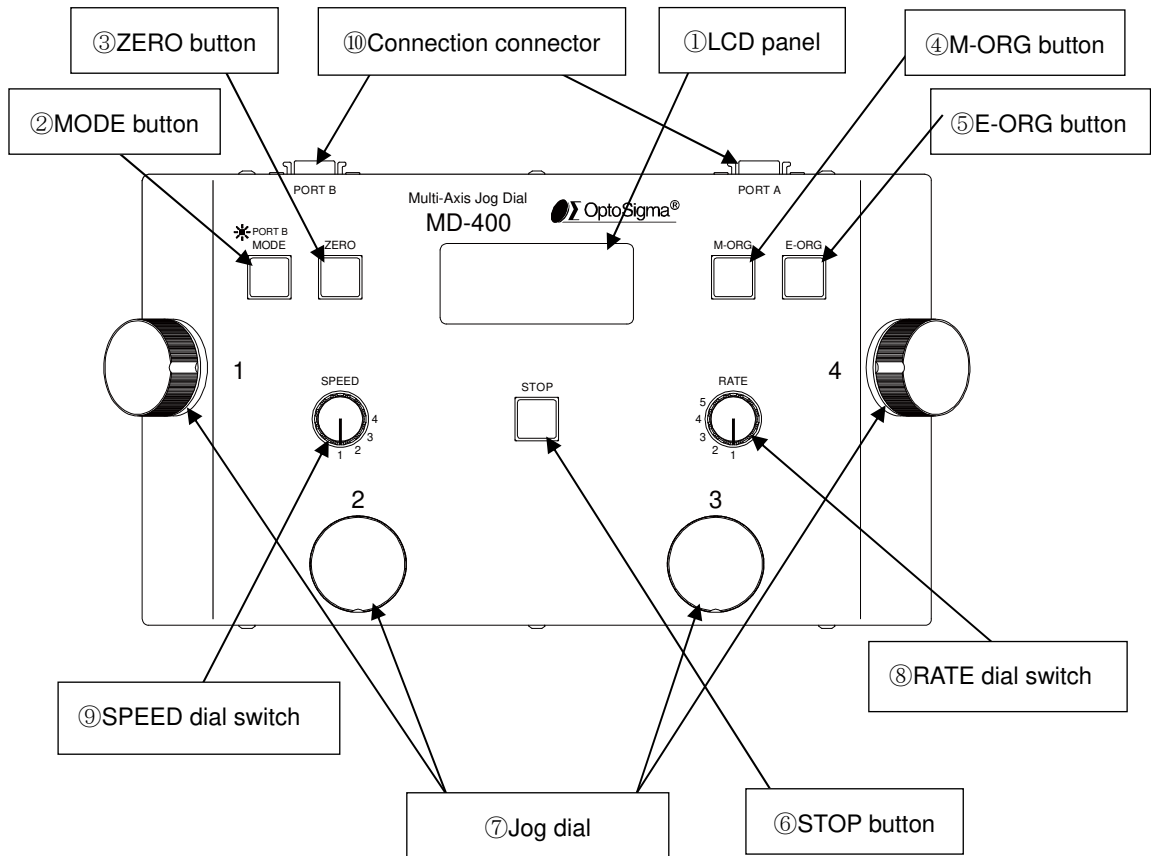 ③ZERO button
⑩Connection connector
①LCD panel
④M-ORG button
②MODE button
⑤E-ORG button
PORT B
PORT A
Multi-Axis Jog Dial
MD-400
OptoSigma®
PORT B
MODE
ZERO
M-ORG
E-ORG
1
4
SPEED
4
3
2
1
STOP
RATE
5
4
3
2
1
2
3
⑧RATE dial switch
⑨SPEED dial switch
⑦Jog dial
⑥STOP button